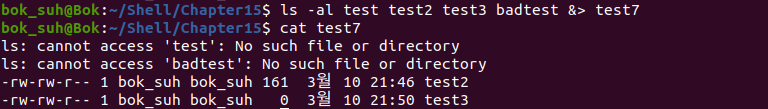 bok_suh@Bok:~/Shell/Chapter15$ ls -al test test2 test3 badtest &> test7
bok_suh@Bok:~/Shell/Chapter15$ cat test7
ls: cannot access 'test': No such file or directory
ls: cannot access 'badtest': No such file or directory
-rw-rw-r-- 1 bok_suh bok_suh 161  3월 10 21:46 test2
-rw-rw-r-- 1 bok_suh bok_suh   0  3월 10 21:50 test3